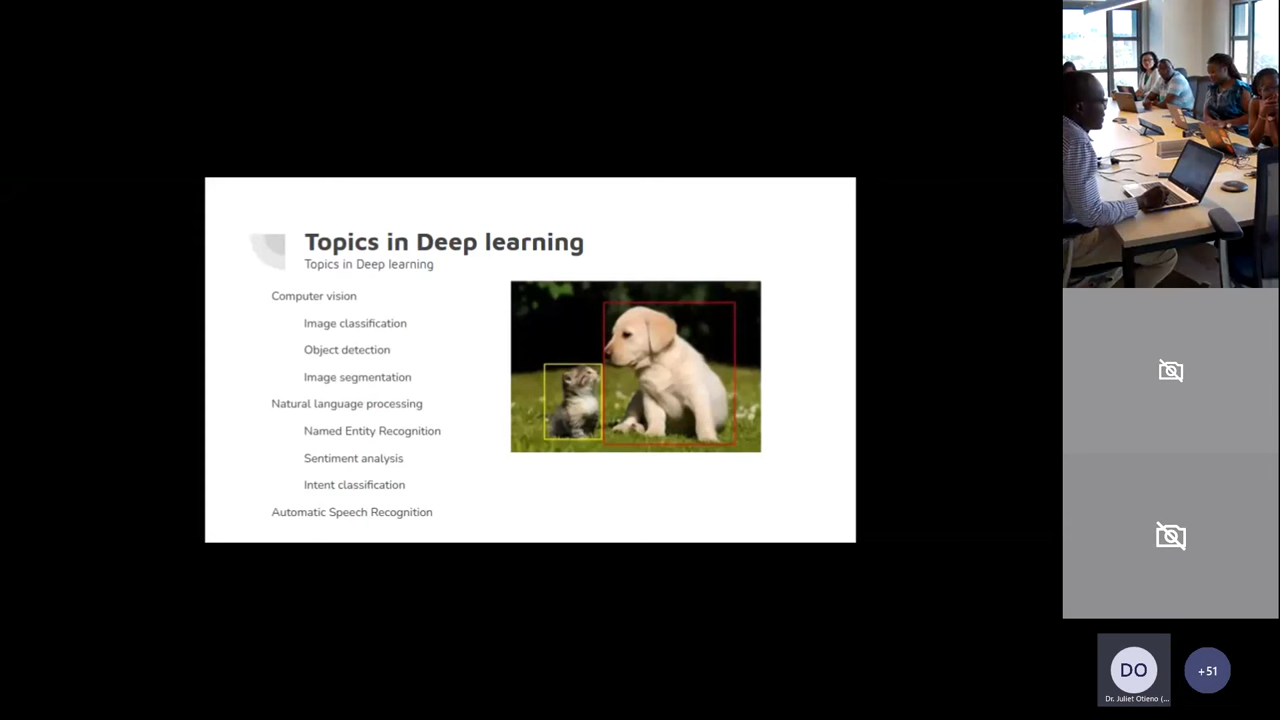 Topics in Deep learning
Topics in Deep learning
Computer vision
Image classification
Object detection
Image segmentation
Natural language processing
Named Entity Recognition
Sentiment analysis
Intent classification
Automatic Speech Recognition
DO
Dr. Juliet Otieno (...
+51